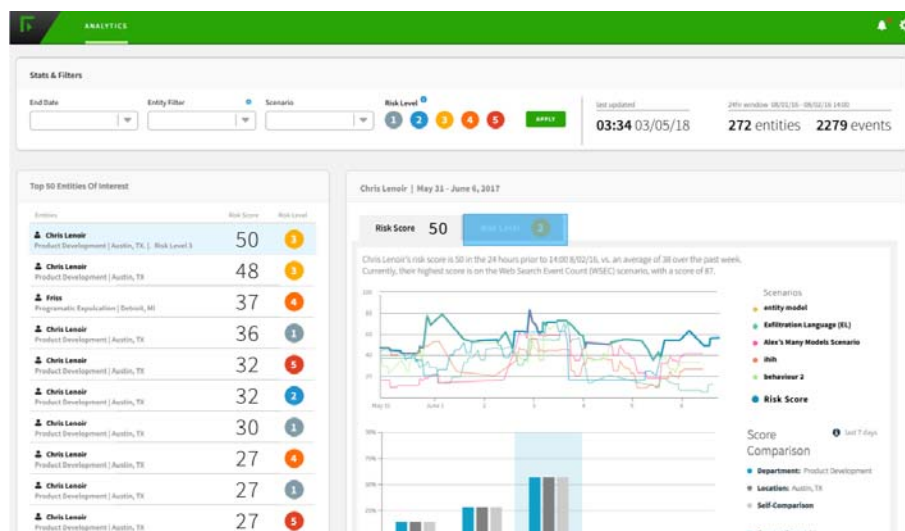 ANALYTICS
Stats & Filters
End Date
Entity Filter
Scenario
Risk Level
1 2 3 4 5
APPLY
last updated
03:34 03/05/18
24hr window 08/01/16 - 08/02/16 14:00
272 entities 2279 events
Top 50 Entities Of Interest
Entities Risk Score Risk Level
Chris Lenoir
Product Development | Austin, TX. | Risk Level 3
50 3
Chris Lenoir
Product Development | Austin, TX
48 3
Friss
Programatic Expulcation | Detroit, MI
37 4
Chris Lenoir
Product Development | Austin, TX
36 1
Chris Lenoir
Product Development | Austin, TX
32 5
Chris Lenoir
Product Development | Austin, TX
32 2
Chris Lenoir
Product Development | Austin, TX
30 1
Chris Lenoir
Product Development | Austin, TX
27 4
Chris Lenoir
Product Development | Austin, TX
27 1
Chris Lenoir
Product Development | Austin, TX
27 5
Chris Lenoir | May 31 - June 6, 2017
Risk Score 50
Risk Level 3
Chris Lenoir's risk score is 50 in the 24 hours prior to 14:00 8/02/16, vs. an average of 38 over the past week.
Currently, their highest score is on the Web Search Event Count (WSEC) scenario, with a score of 87.
100
80
60
40
20
May 31 June 1 2 3 4 5 6
Scenarios
entity model
Exfiltration Language (EL)
Alex's Many Models Scenario
ihih
behaviour 2
Risk Score
Score Comparison
last 7 days
Department: Product Development
Location: Austin, TX
Self-Comparison